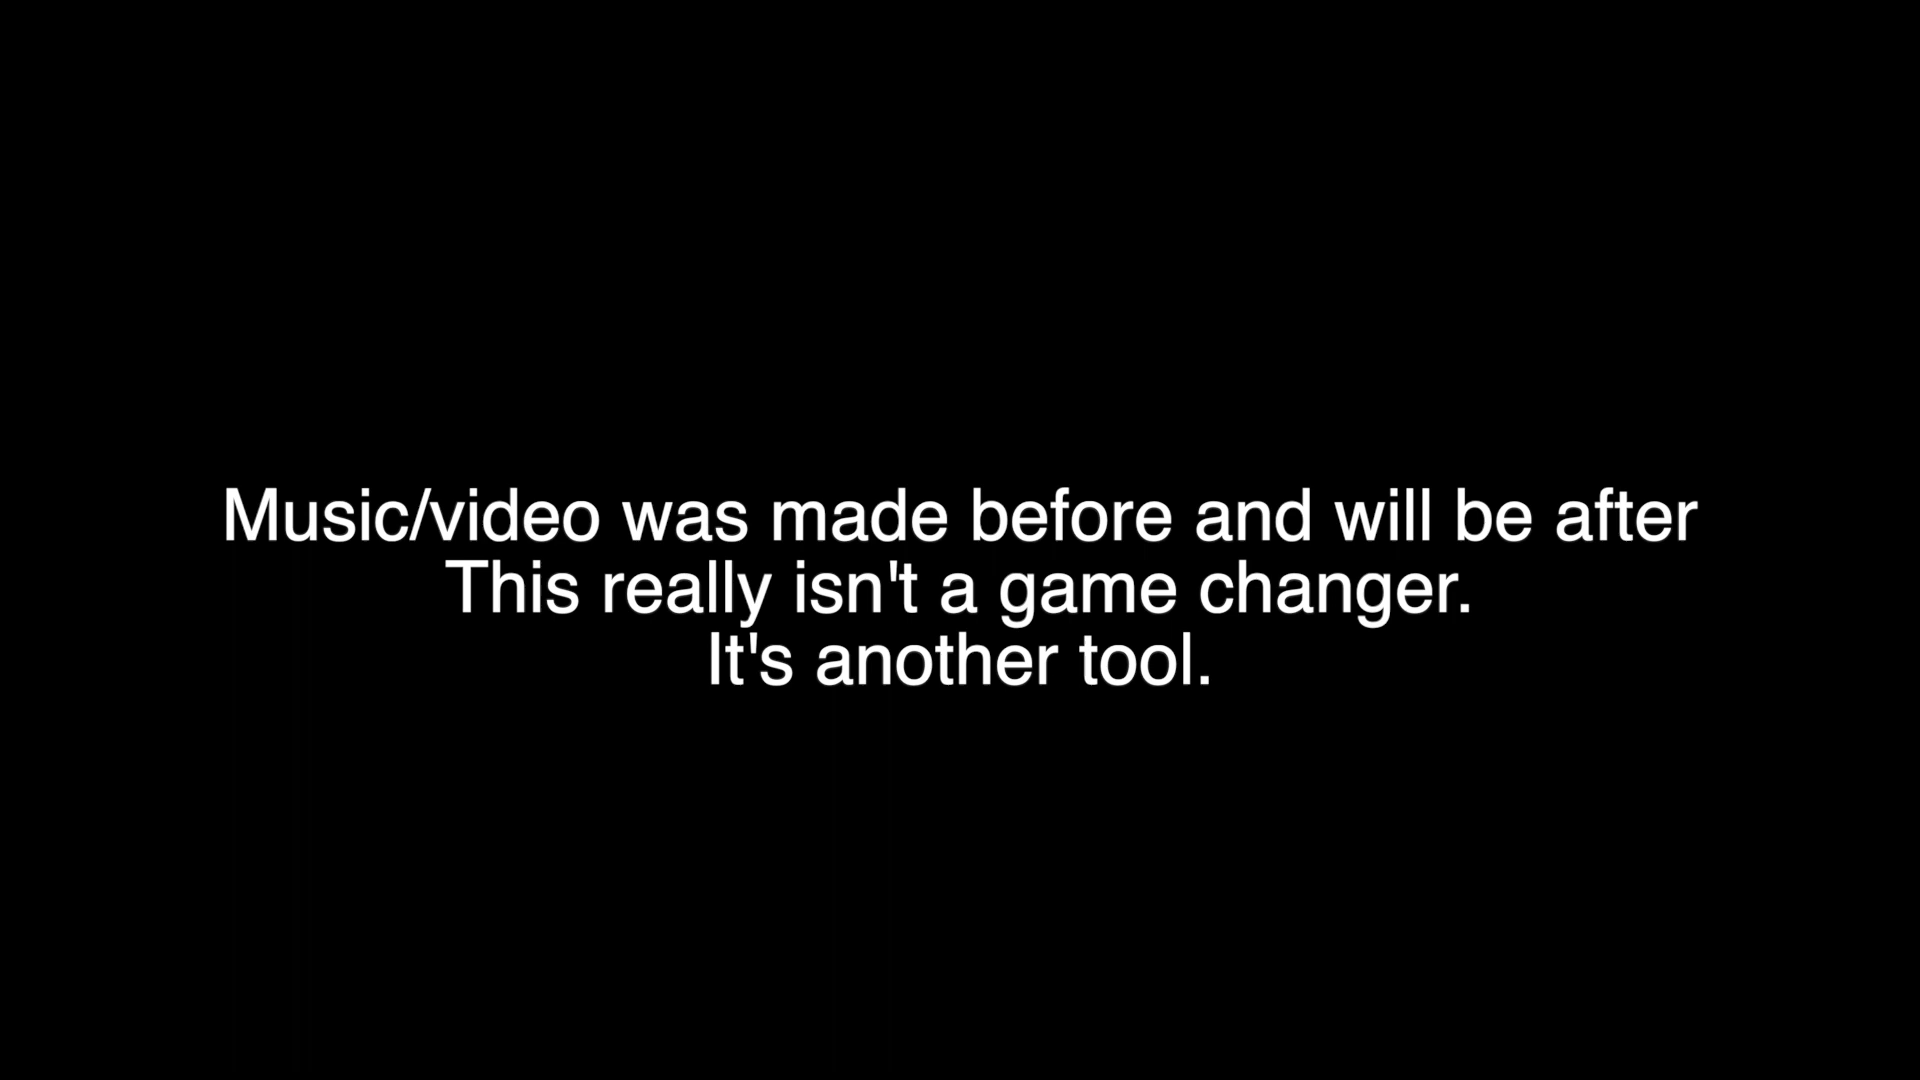 Music/video was made before and will be after
This really isn't a game changer.
It's another tool.